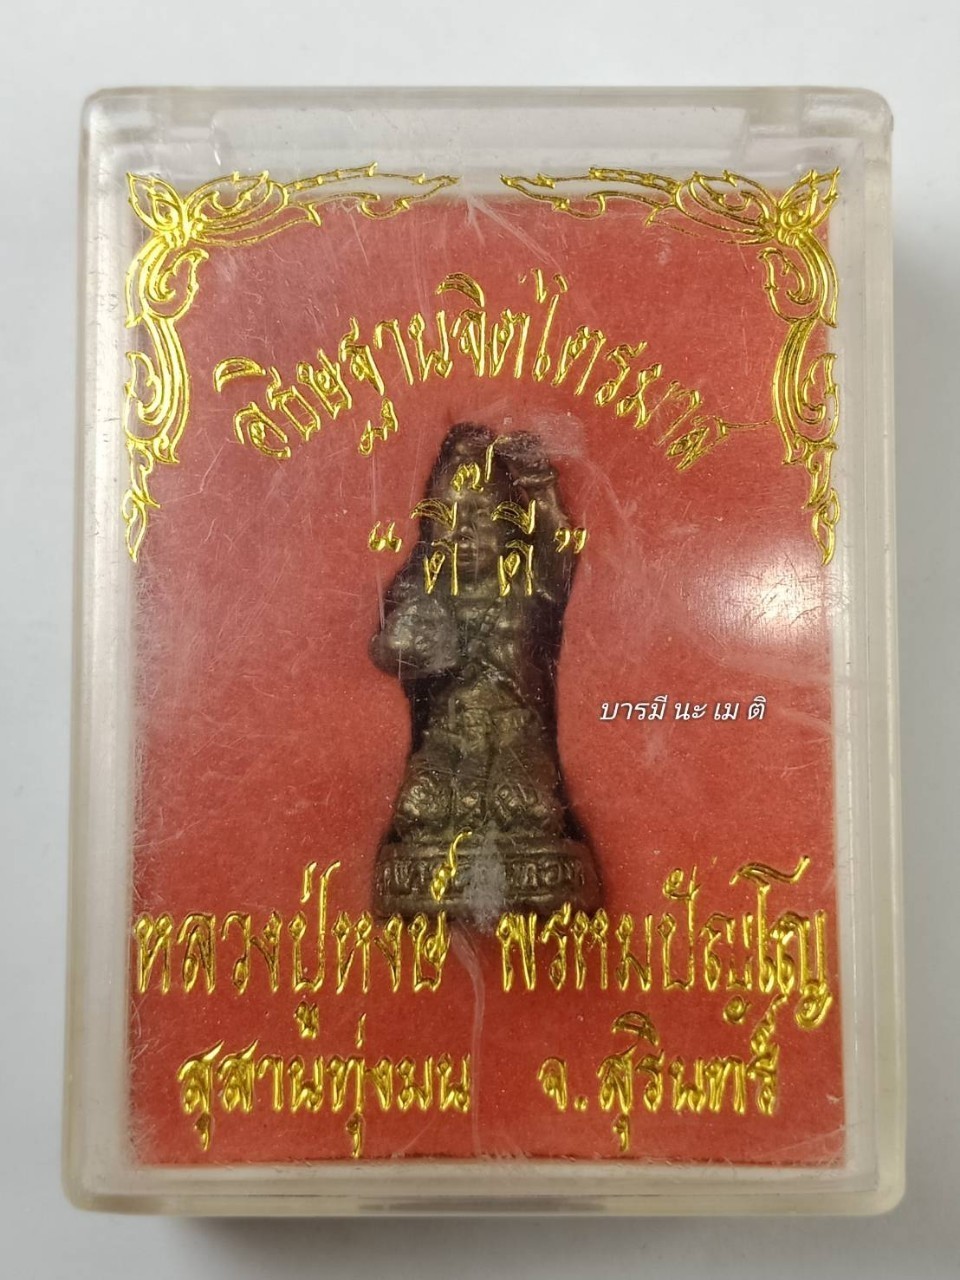 อธิษฐานจิตไตรมาส
๓
“ ดี ดี ”
บารมี นะ เม ติ
หลวงปู่หงษ์ พรหมปัญโญ
สุสานทุ่งมน จ.สุรินทร์